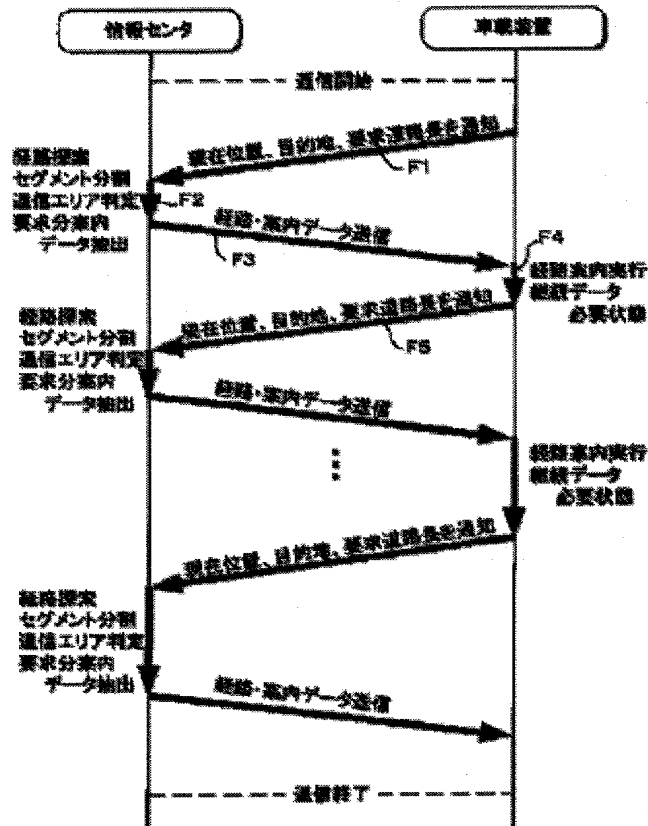 情報センタ
車載装置
通信開始
現在位置、目的地、要求道路長を通知
F1
経路探索
セグメント分割
通信エリア判定
要求分案内
データ抽出
F2
経路・案内データ送信
F3
F4
経路案内実行
継続データ
必要状態
現在位置、目的地、要求道路長を通知
F5
経路探索
セグメント分割
通信エリア判定
要求分案内
データ抽出
経路・案内データ送信
経路案内実行
継続データ
必要状態
現在位置、目的地、要求道路長を通知
経路探索
セグメント分割
通信エリア判定
要求分案内
データ抽出
経路・案内データ送信
通信終了